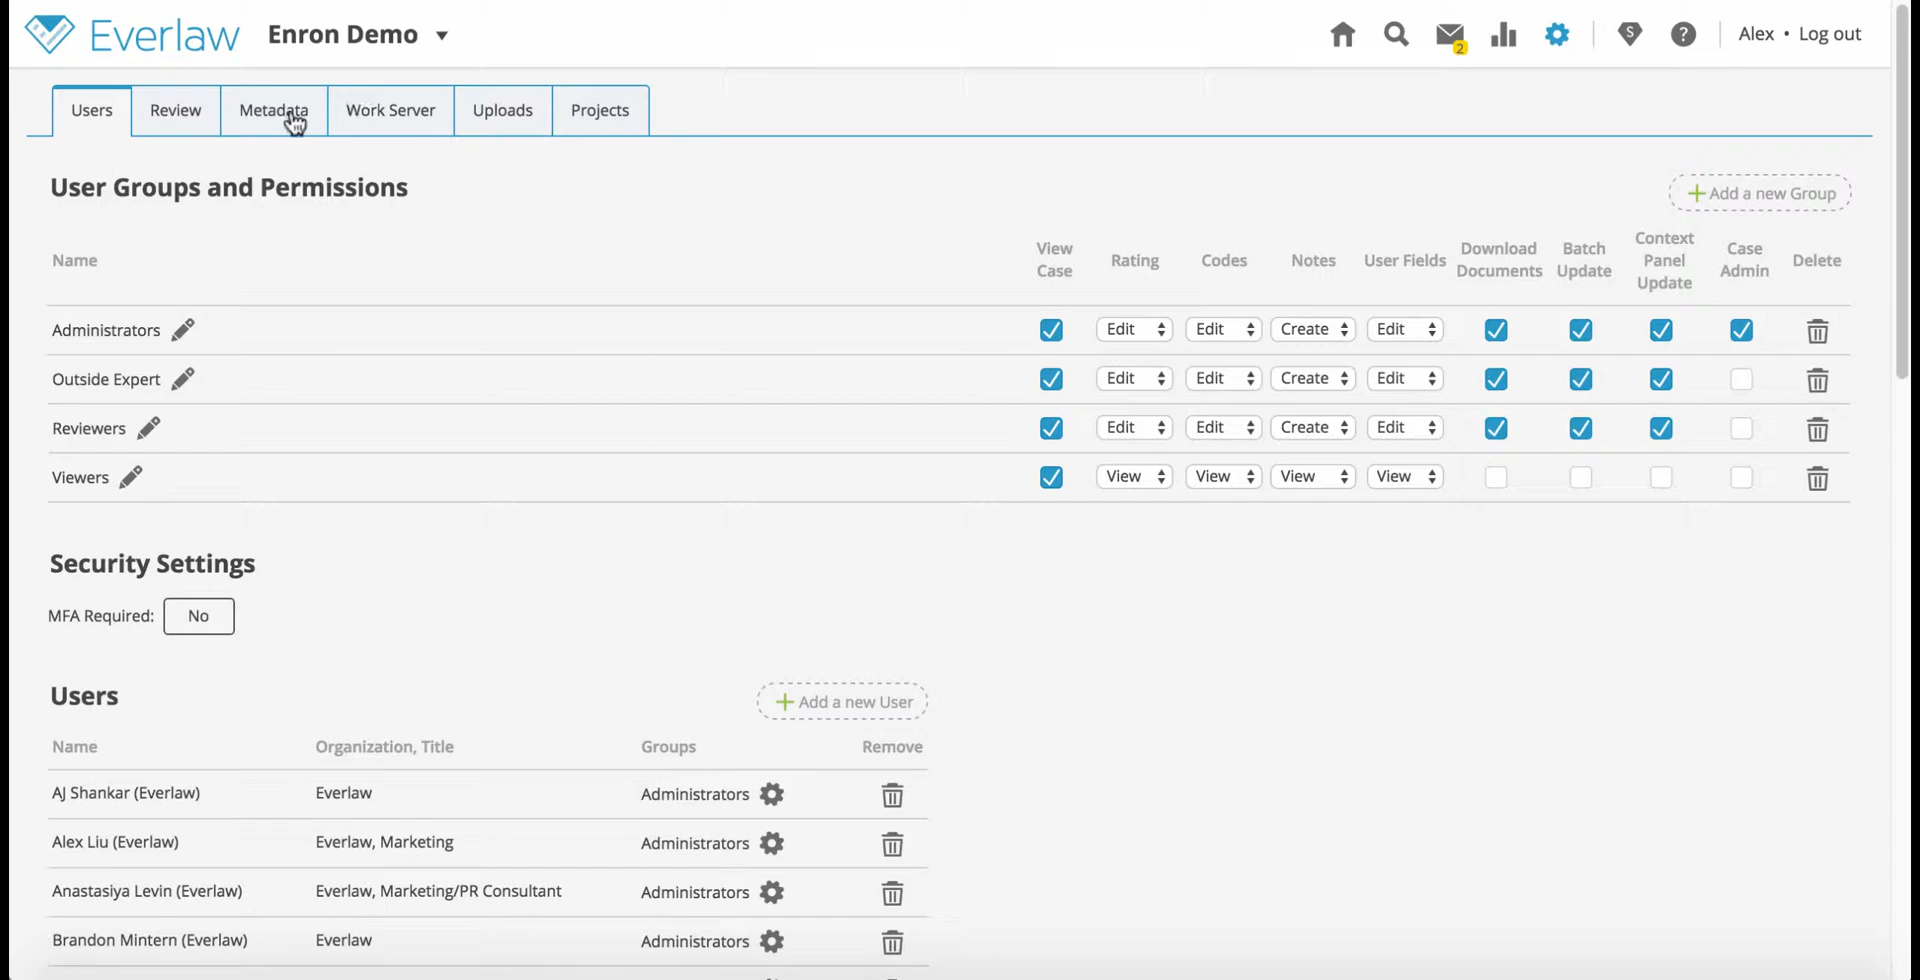 Everlaw Enron Demo 2 S ? Alex • Log out
Users Review Metadata Work Server Uploads Projects
User Groups and Permissions + Add a new Group
Name View Case Rating Codes Notes User Fields Download Documents Batch Update Context Panel Update Case Admin Delete
Administrators Edit Edit Create Edit
Outside Expert Edit Edit Create Edit
Reviewers Edit Edit Create Edit
Viewers View View View View
Security Settings
MFA Required: No
Users + Add a new User
Name Organization, Title Groups Remove
AJ Shankar (Everlaw) Everlaw Administrators
Alex Liu (Everlaw) Everlaw, Marketing Administrators
Anastasiya Levin (Everlaw) Everlaw, Marketing/PR Consultant Administrators
Brandon Mintern (Everlaw) Everlaw Administrators